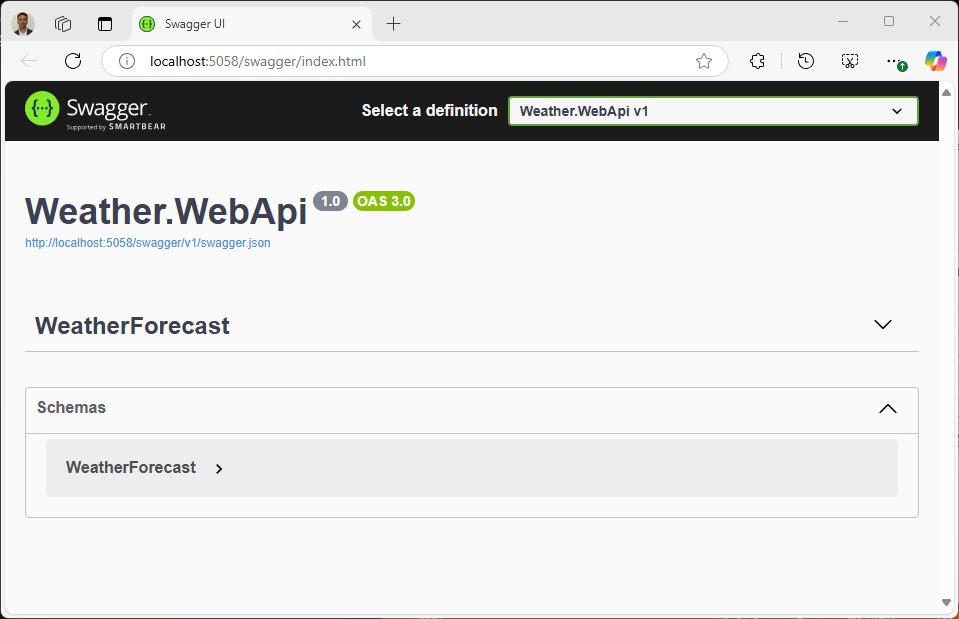 Swagger UI
localhost:5058/swagger/index.html
Swagger
Supported by SMARTBEAR
Select a definition
Weather.WebApi v1
Weather.WebApi 1.0 OAS 3.0
http://localhost:5058/swagger/v1/swagger.json
WeatherForecast
Schemas
WeatherForecast